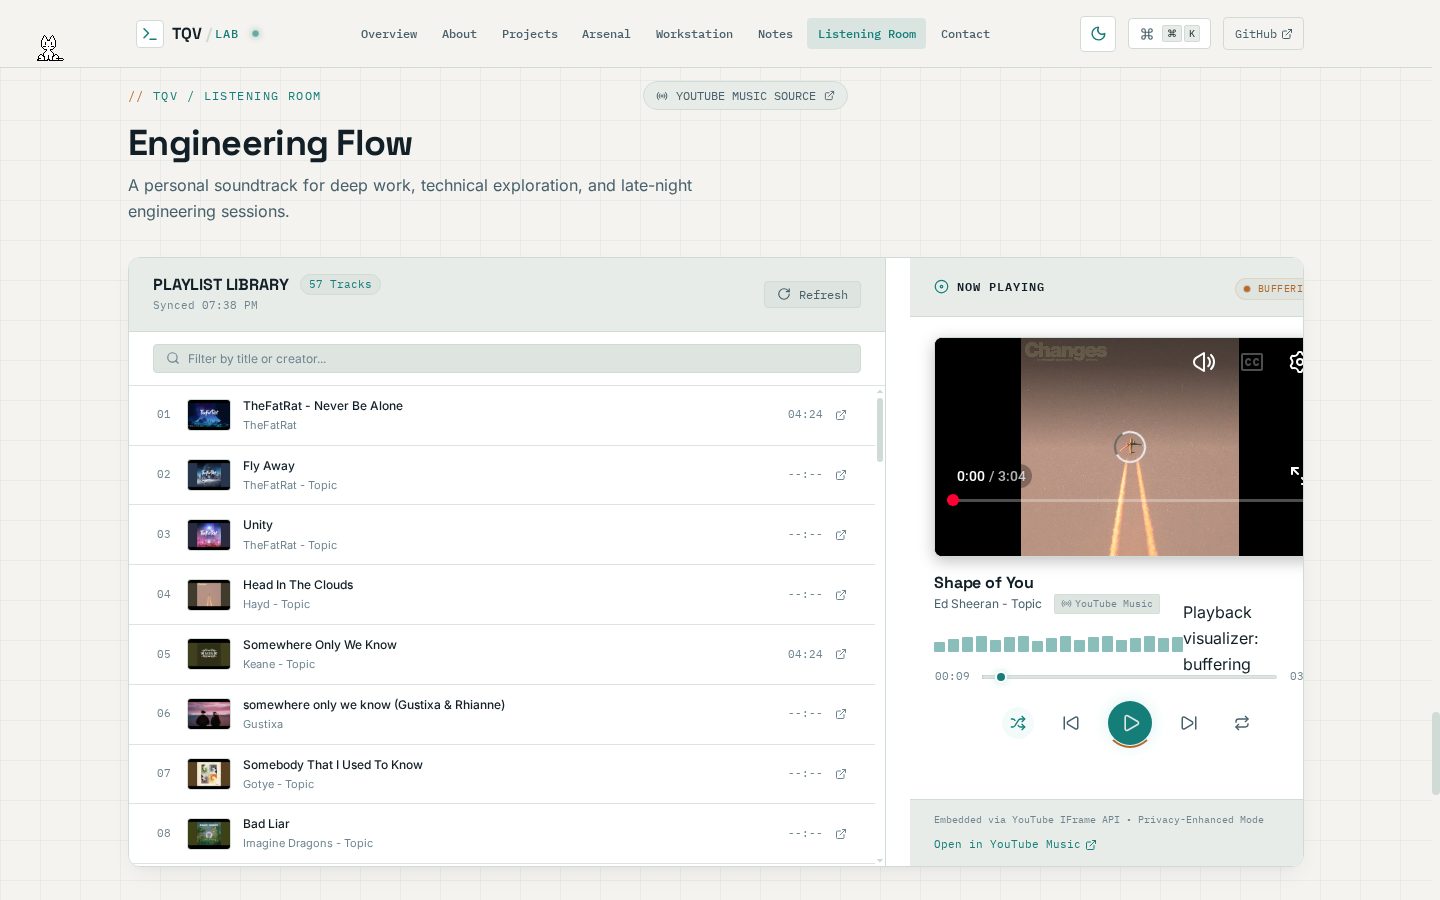 TQV / LAB
Overview
About
Projects
Arsenal
Workstation
Notes
Listening Room
Contact
⌘ K
GitHub
// TQV / LISTENING ROOM
YOUTUBE MUSIC SOURCE
Engineering Flow
A personal soundtrack for deep work, technical exploration, and late-night
engineering sessions.
PLAYLIST LIBRARY
57 Tracks
Synced 07:38 PM
Refresh
Filter by title or creator...
01
TheFatRat - Never Be Alone
TheFatRat
04:24
02
Fly Away
TheFatRat - Topic
--:--
03
Unity
TheFatRat - Topic
--:--
04
Head In The Clouds
Hayd - Topic
--:--
05
Somewhere Only We Know
Keane - Topic
04:24
06
somewhere only we know (Gustixa & Rhianne)
Gustixa
--:--
07
Somebody That I Used To Know
Gotye - Topic
--:--
08
Bad Liar
Imagine Dragons - Topic
--:--
NOW PLAYING
BUFFERI
Changes
CC
0:00 / 3:04
Shape of You
Ed Sheeran - Topic
YouTube Music
Playback
visualizer:
buffering
00:09
03
Embedded via YouTube IFrame API • Privacy-Enhanced Mode
Open in YouTube Music